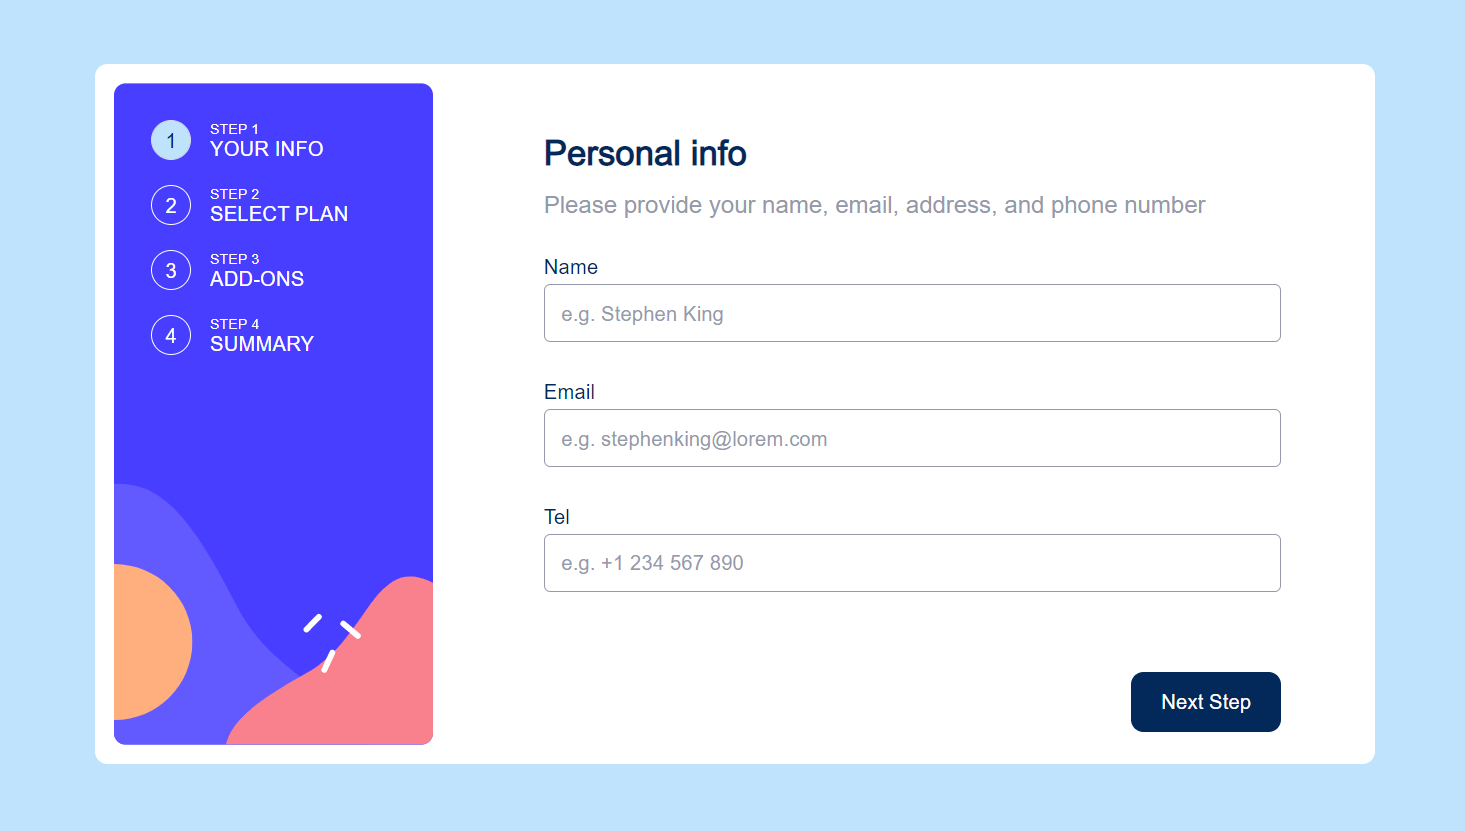 1
STEP 1
YOUR INFO
2
STEP 2
SELECT PLAN
3
STEP 3
ADD-ONS
4
STEP 4
SUMMARY
Personal info
Please provide your name, email, address, and phone number
Name
e.g. Stephen King
Email
e.g. stephenking@lorem.com
Tel
e.g. +1 234 567 890
Next Step